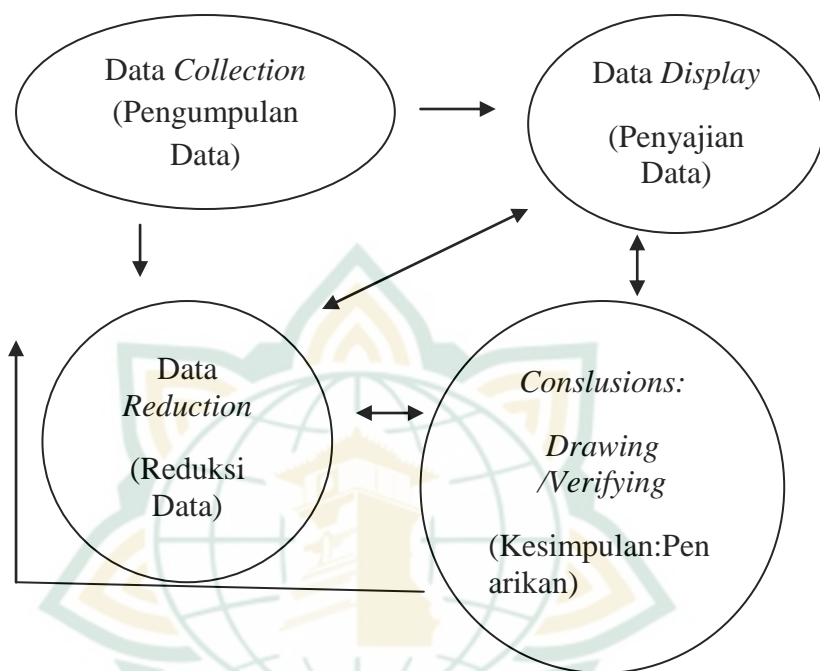 Data Collection
(Pengumpulan
Data)
Data Display
(Penyajian
Data)
Data
Reduction
(Reduksi
Data)
Conslusions:
Drawing
/Verifying
(Kesimpulan:Pen
arikan)